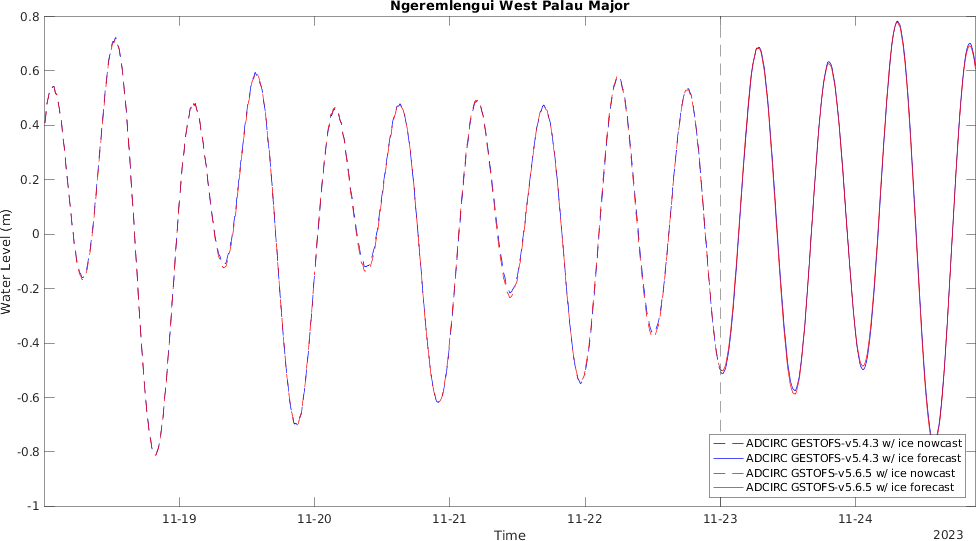 Ngeremlengui West Palau Major
0.8
0.6
0.4
0.2
0
-0.2
-0.4
-0.6
-0.8
-1
Water Level (m)
ADCIRC GESTOFS-v5.4.3 w/ ice nowcast
ADCIRC GESTOFS-v5.4.3 w/ ice forecast
ADCIRC GSTOFS-v5.6.5 w/ ice nowcast
ADCIRC GSTOFS-v5.6.5 w/ ice forecast
11-19
11-20
11-21
11-22
11-23
11-24
Time
2023